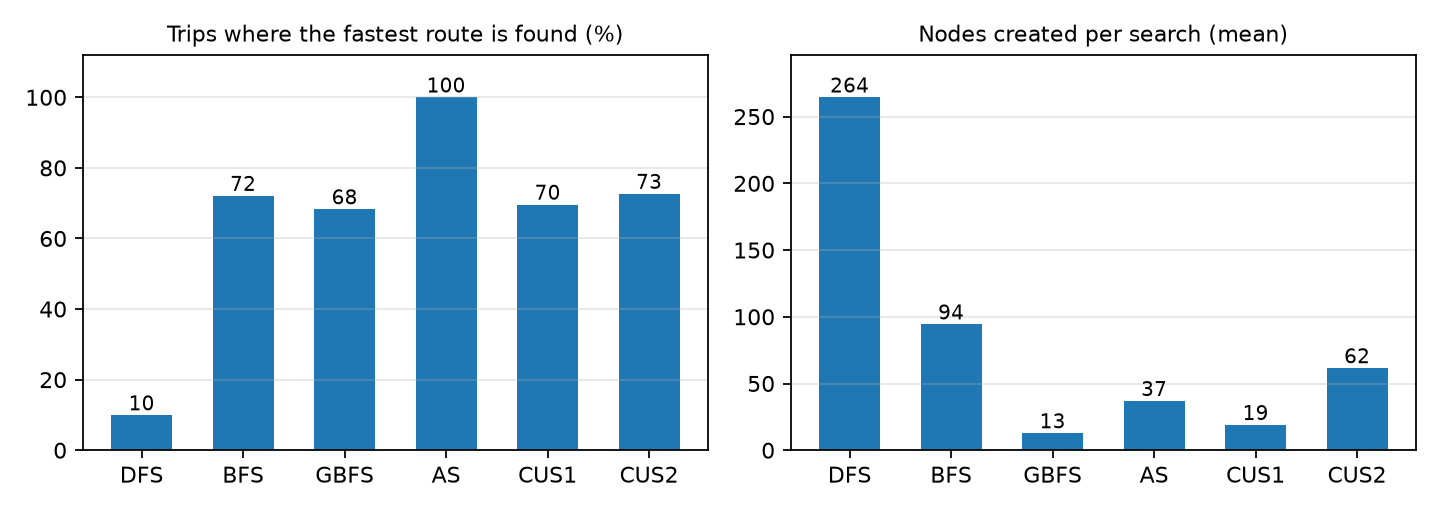 Trips where the fastest route is found (%)
100
80
60
40
20
0
10
72
68
100
70
73
DFS
BFS
GBFS
AS
CUS1
CUS2
Nodes created per search (mean)
250
200
150
100
50
0
264
94
13
37
19
62
DFS
BFS
GBFS
AS
CUS1
CUS2